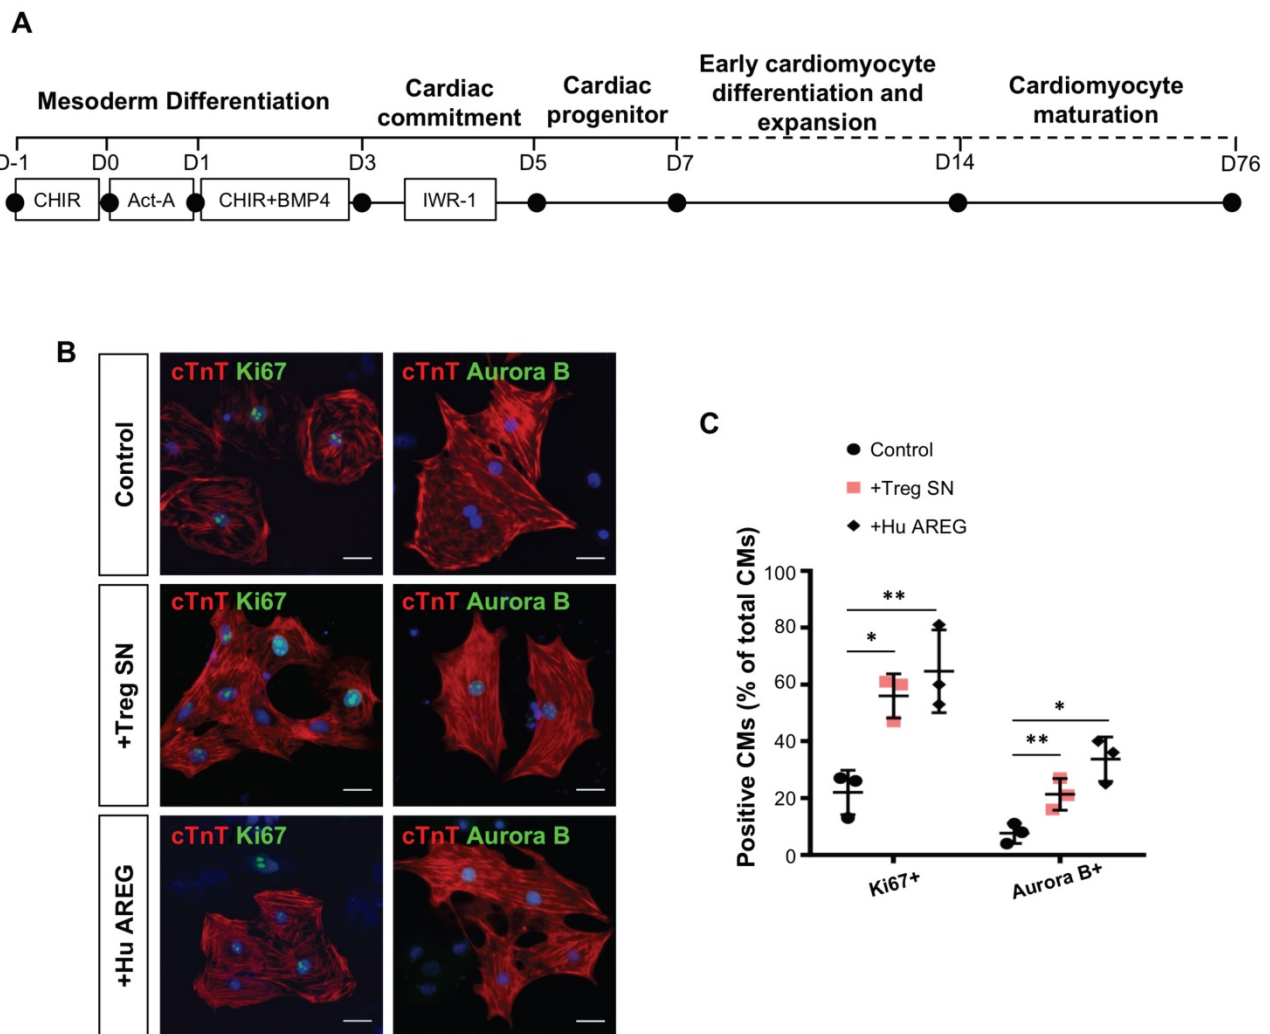 A
Mesoderm Differentiation
Cardiac
commitment
Cardiac
progenitor
Early cardiomyocyte
differentiation and
expansion
Cardiomyocyte
maturation
D-1 D0 D1 D3 D5 D7 D14 D76
CHIR Act-A CHIR+BMP4 IWR-1
B
Control
cTnT Ki67
cTnT Aurora B
+Treg SN
cTnT Ki67
cTnT Aurora B
+Hu AREG
cTnT Ki67
cTnT Aurora B
C
Control
+Treg SN
+Hu AREG
Positive CMs (% of total CMs)
100
80
60
40
20
0
**
*
*
**
Ki67+
Aurora B+